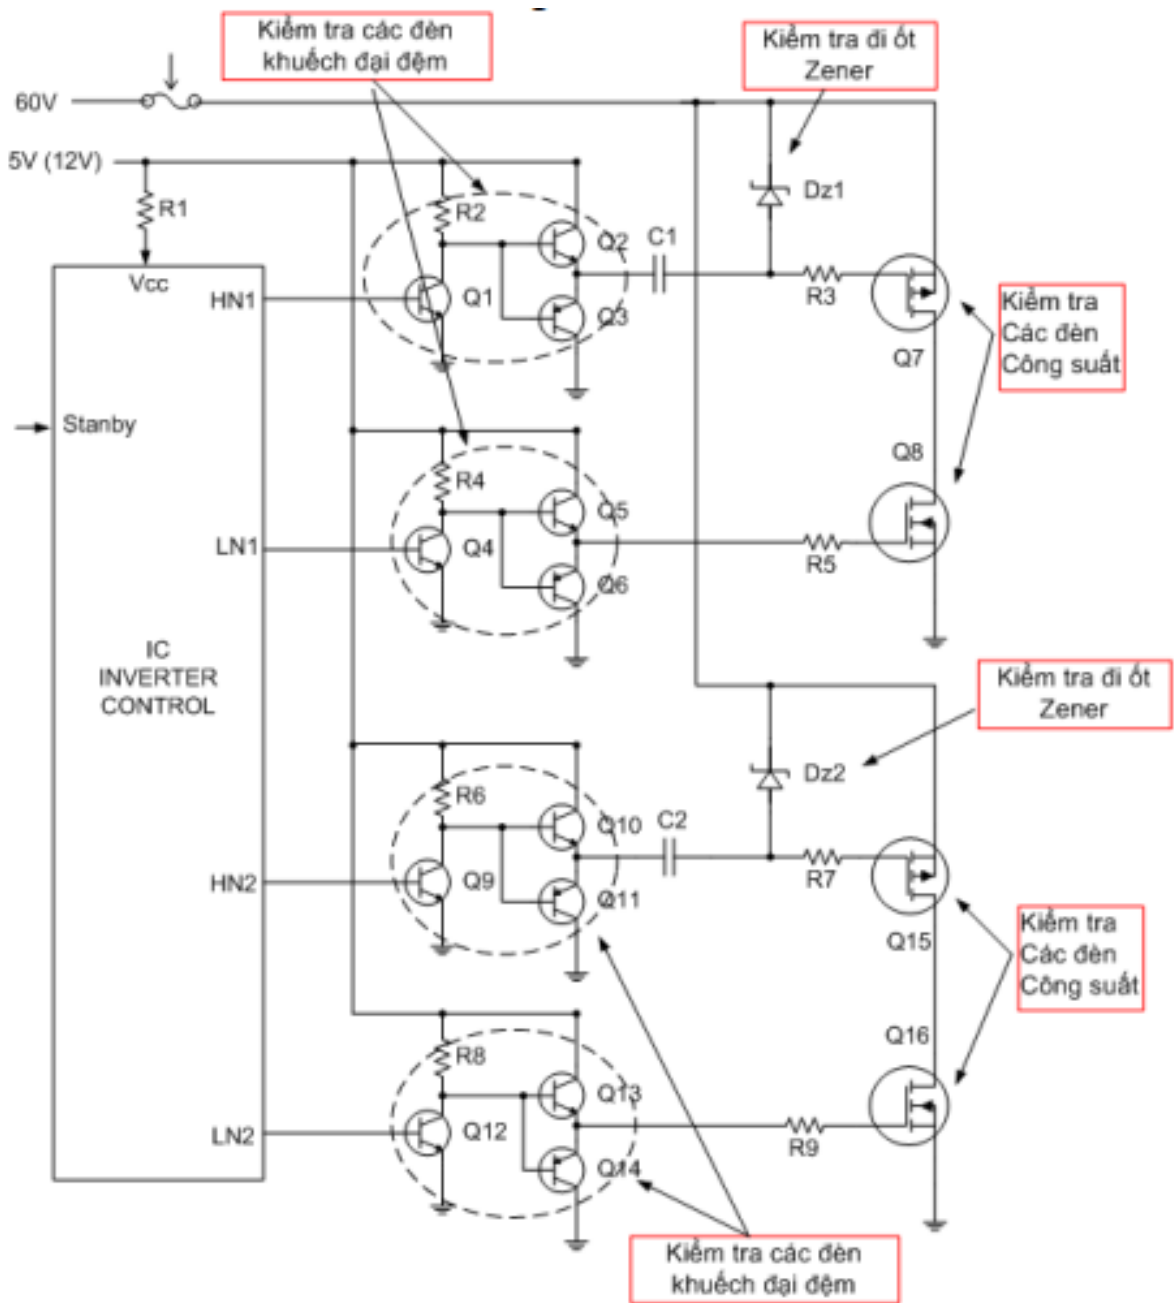 Kiểm tra các đèn
khuếch đại đệm
Kiểm tra đi ốt
Zener
60V
5V (12V)
R1
R2
Q2
C1
Dz1
Vcc
HN1
Q1
Q3
R3
Q7
Kiểm tra
Các đèn
Công suất
Stanby
R4
Q5
Q8
LN1
Q4
Q6
R5
IC
INVERTER
CONTROL
Kiểm tra đi ốt
Zener
R6
Q10
C2
Dz2
HN2
Q9
Q11
R7
Q15
Kiểm tra
Các đèn
Công suất
R8
Q13
Q16
LN2
Q12
Q14
R9
Kiểm tra các đèn
khuếch đại đệm